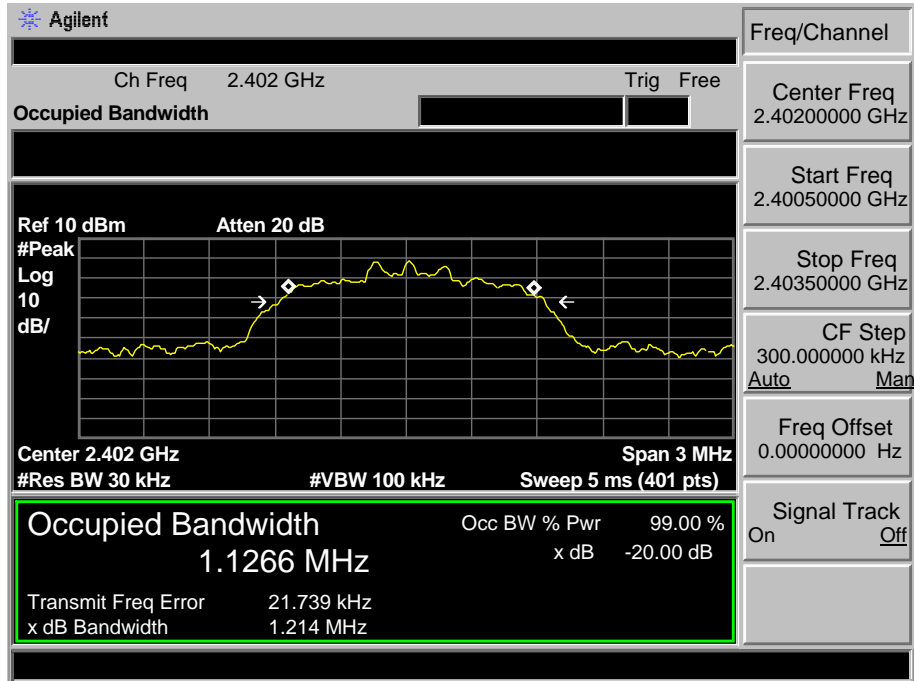 Agilent
Ch Freq 2.402 GHz Trig Free
Occupied Bandwidth
Ref 10 dBm Atten 20 dB
#Peak
Log
10
dB/
Center 2.402 GHz Span 3 MHz
#Res BW 30 kHz #VBW 100 kHz Sweep 5 ms (401 pts)
Occupied Bandwidth Occ BW % Pwr 99.00 %
1.1266 MHz x dB -20.00 dB
Transmit Freq Error 21.739 kHz
x dB Bandwidth 1.214 MHz
Freq/Channel
Center Freq
2.40200000 GHz
Start Freq
2.40050000 GHz
Stop Freq
2.40350000 GHz
CF Step
300.000000 kHz
Auto Man
Freq Offset
0.00000000 Hz
Signal Track
On Off